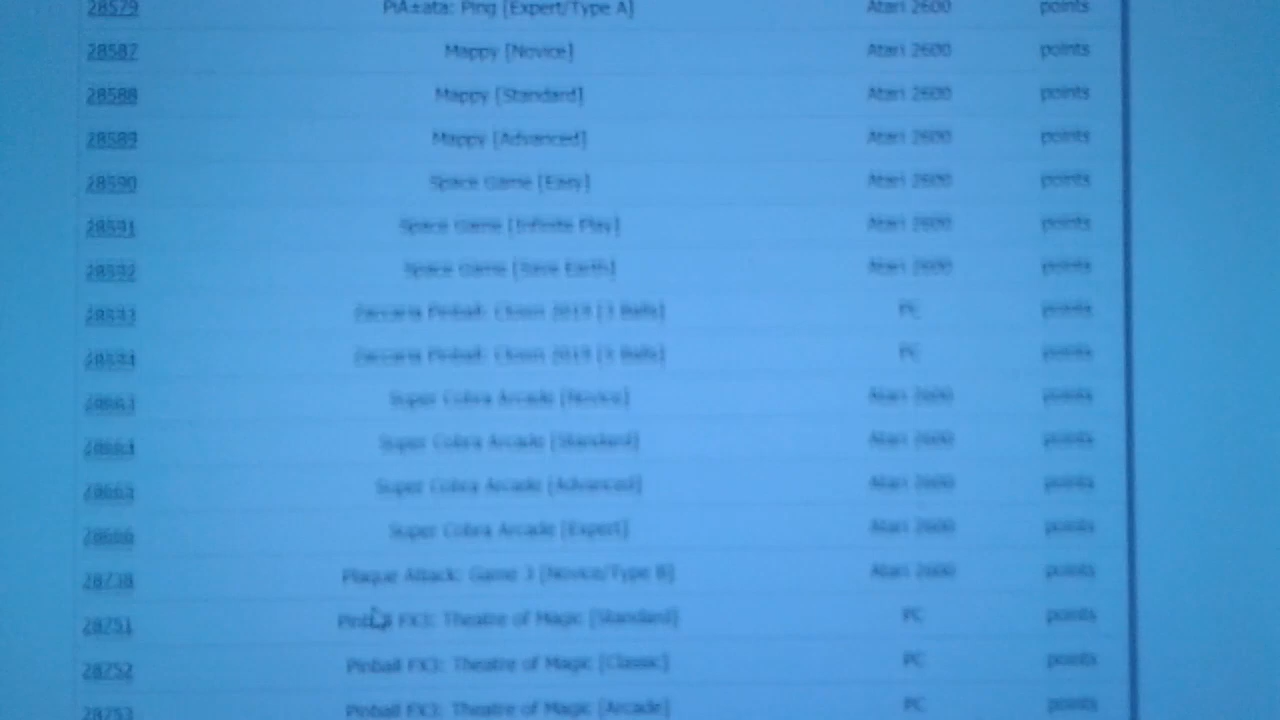 28579 PiÃ±ata: Ping [Expert/Type A] Atari 2600 points
28587 Mappy [Novice] Atari 2600 points
28588 Mappy [Standard] Atari 2600 points
28589 Mappy [Advanced] Atari 2600 points
28590 Space Game [Easy] Atari 2600 points
28591 Space Game [Infinite Play] Atari 2600 points
28592 Space Game [Save Earth] Atari 2600 points
28593 Zaccaria Pinball: 2019 [3 Balls] PC points
28594 Zaccaria Pinball: 2019 Balls] PC points
28663 Super Cobra Arcade [Novice] Atari 2600 points
28664 Super Cobra Arcade [Standard] Atari 2600 points
28665 Super Cobra Arcade [Advanced] Atari 2600 points
28666 Super Cobra Arcade [Expert] Atari 2600 points
28738 Plaque Attack: Game 3 [Novice/Type B] Atari 2600 points
28751 Pinball FX3: Theatre of Magic [Standard] PC points
28752 Pinball FX3: Theatre of Magic [Classic] PC points
28753 Pinball FX3: Theatre of Magic [Arcade] PC points